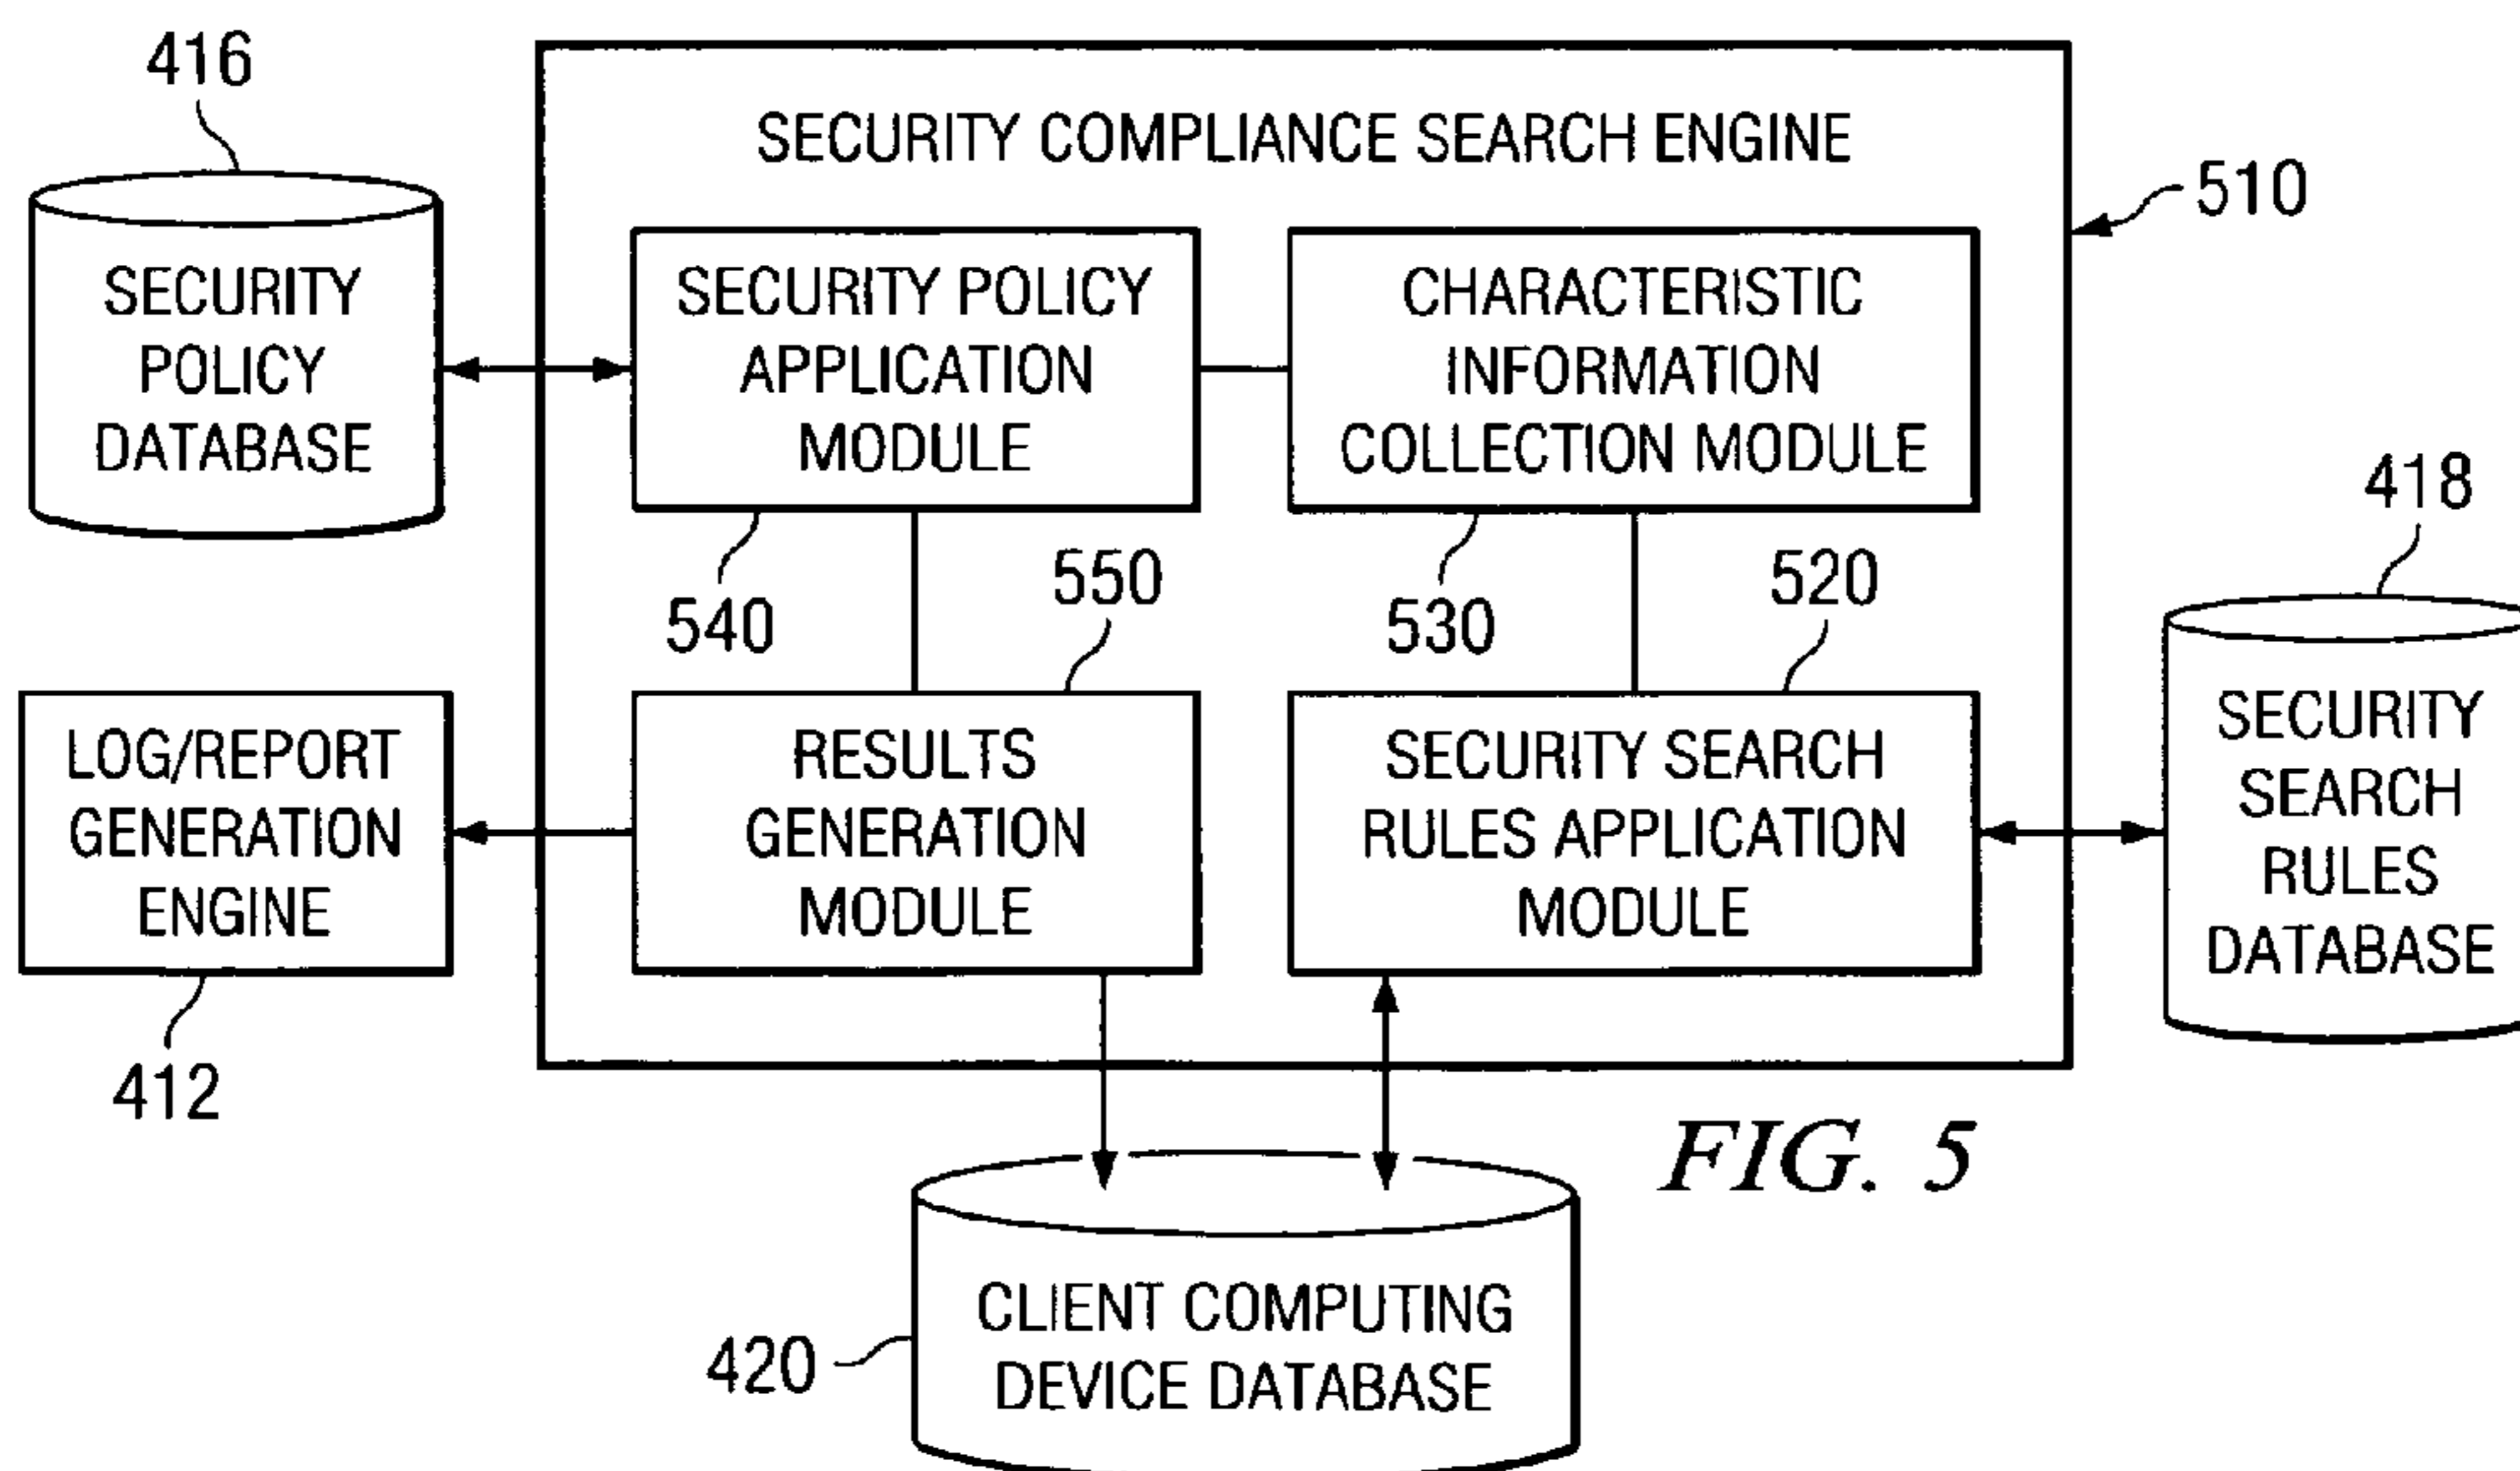 416
SECURITY COMPLIANCE SEARCH ENGINE
510
SECURITY
POLICY
DATABASE
SECURITY POLICY
APPLICATION
MODULE
CHARACTERISTIC
INFORMATION
COLLECTION MODULE
418
540
550
530
520
LOG/REPORT
GENERATION
ENGINE
RESULTS
GENERATION
MODULE
SECURITY SEARCH
RULES APPLICATION
MODULE
SECURITY
SEARCH
RULES
DATABASE
412
FIG. 5
CLIENT COMPUTING
DEVICE DATABASE
420